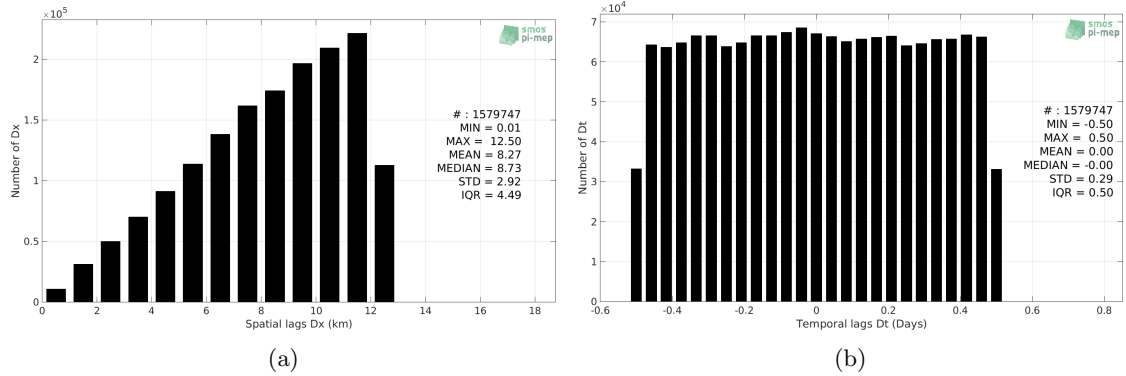 ×10^5
smos
pi-mep
2
1.5
1
0.5
0
Number of Dx
# : 1579747
MIN = 0.01
MAX = 12.50
MEAN = 8.27
MEDIAN = 8.73
STD = 2.92
IQR = 4.49
0 2 4 6 8 10 12 14 16 18
Spatial lags Dx (km)
(a)
7 ×10^4
smos
pi-mep
6
5
4
3
2
1
0
Number of Dt
# : 1579747
MIN = -0.50
MAX = 0.50
MEAN = 0.00
MEDIAN = -0.00
STD = 0.29
IQR = 0.50
-0.6 -0.4 -0.2 0 0.2 0.4 0.6 0.8
Temporal lags Dt (Days)
(b)